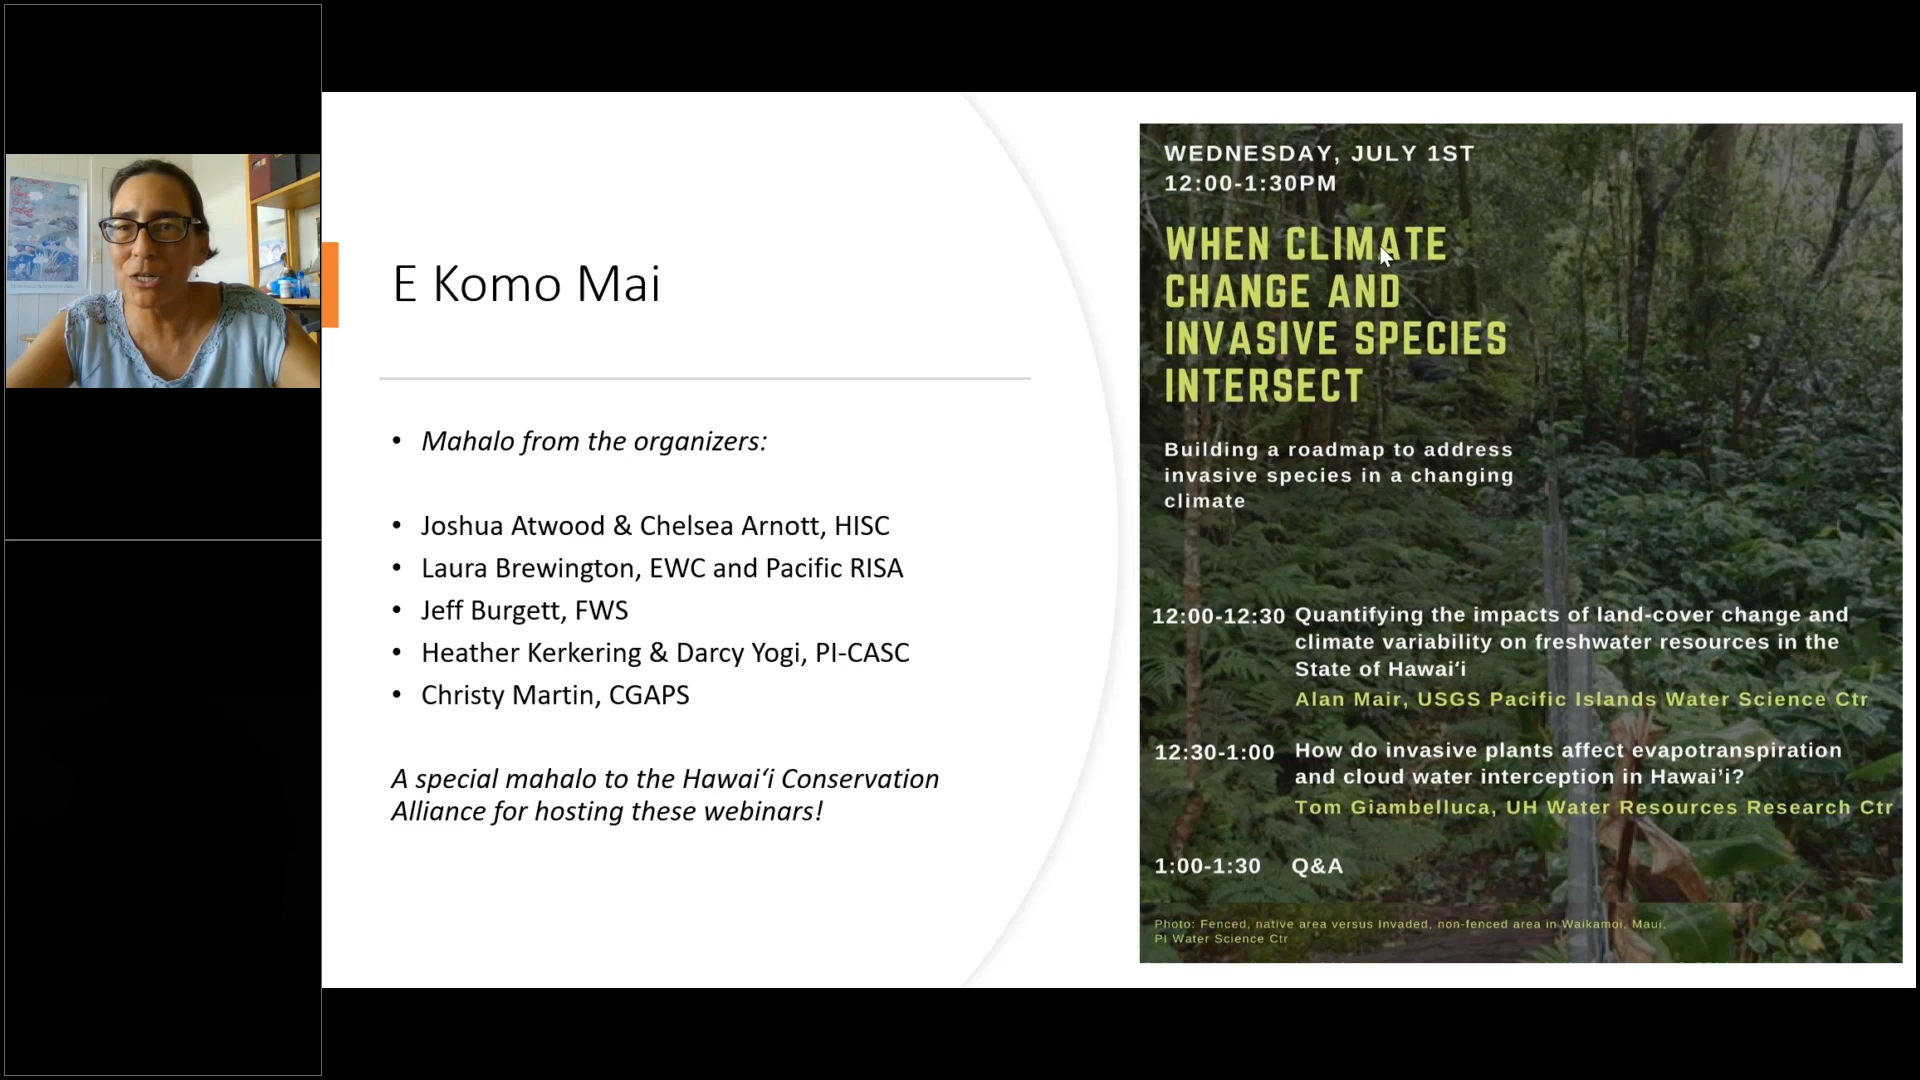 E Komo Mai
• Mahalo from the organizers:
• Joshua Atwood & Chelsea Arnott, HISC
• Laura Brewington, EWC and Pacific RISA
• Jeff Burgett, FWS
• Heather Kerkering & Darcy Yogi, PI-CASC
• Christy Martin, CGAPS
A special mahalo to the Hawaiʻi Conservation
Alliance for hosting these webinars!
WEDNESDAY, JULY 1ST
12:00-1:30PM
WHEN CLIMATE
CHANGE AND
INVASIVE SPECIES
INTERSECT
Building a roadmap to address
invasive species in a changing
climate
12:00-12:30 Quantifying the impacts of land-cover change and
climate variability on freshwater resources in the
State of Hawaiʻi
Alan Mair, USGS Pacific Islands Water Science Ctr
12:30-1:00 How do invasive plants affect evapotranspiration
and cloud water interception in Hawai’i?
Tom Giambelluca, UH Water Resources Research Ctr
1:00-1:30 Q&A
Photo: Fenced, native area versus Invaded, non-fenced area in Waikamoi, Maui,
PI Water Science Ctr